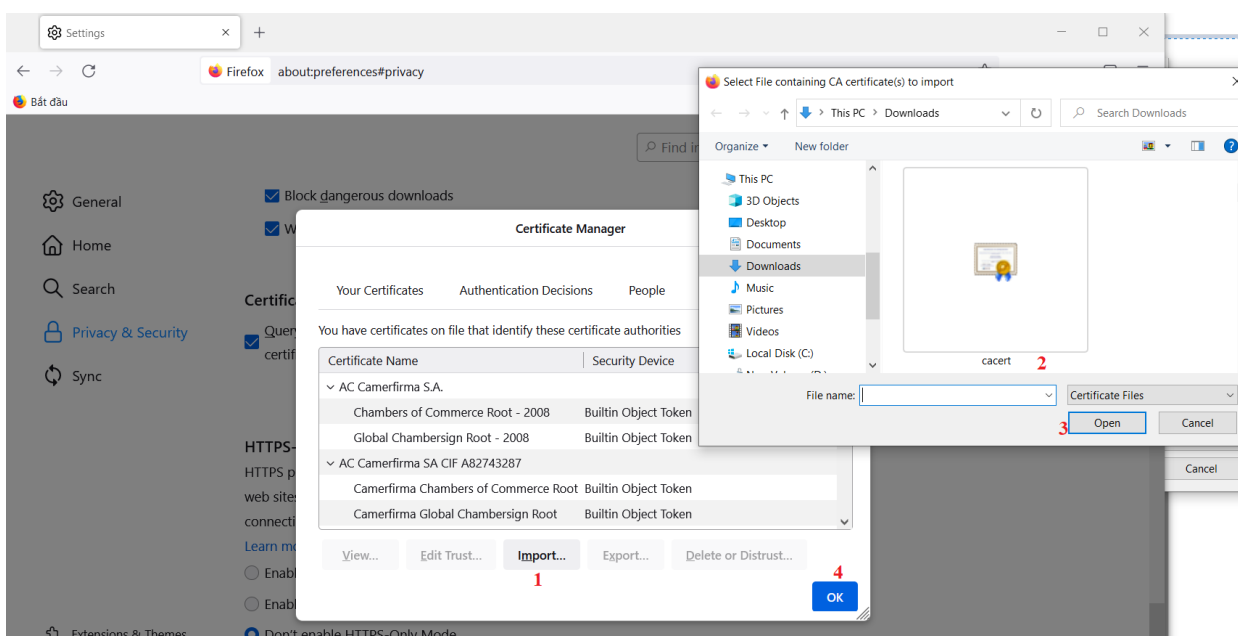 Settings
Firefox about:preferences#privacy
Bắt đầu
Find in
General
Home
Search
Privacy & Security
Sync
Extensions & Themes
Block dangerous downloads
W
Certific
Query
certif
HTTPS-
HTTPS p
web sites
connecti
Learn mo
Enabl
Enabl
Don't enable HTTPS-Only Mode
Certificate Manager
Your Certificates Authentication Decisions People
You have certificates on file that identify these certificate authorities
Certificate Name Security Device
AC Camerfirma S.A.
Chambers of Commerce Root - 2008 Builtin Object Token
Global Chambersign Root - 2008 Builtin Object Token
AC Camerfirma SA CIF A82743287
Camerfirma Chambers of Commerce Root Builtin Object Token
Camerfirma Global Chambersign Root Builtin Object Token
View... Edit Trust... Import... Export... Delete or Distrust...
1
4
OK
Select File containing CA certificate(s) to import
This PC > Downloads
Search Downloads
Organize New folder
This PC
3D Objects
Desktop
Documents
Downloads
Music
Pictures
Videos
Local Disk (C:)
cacert 2
File name: Certificate Files
3 Open Cancel
Cancel